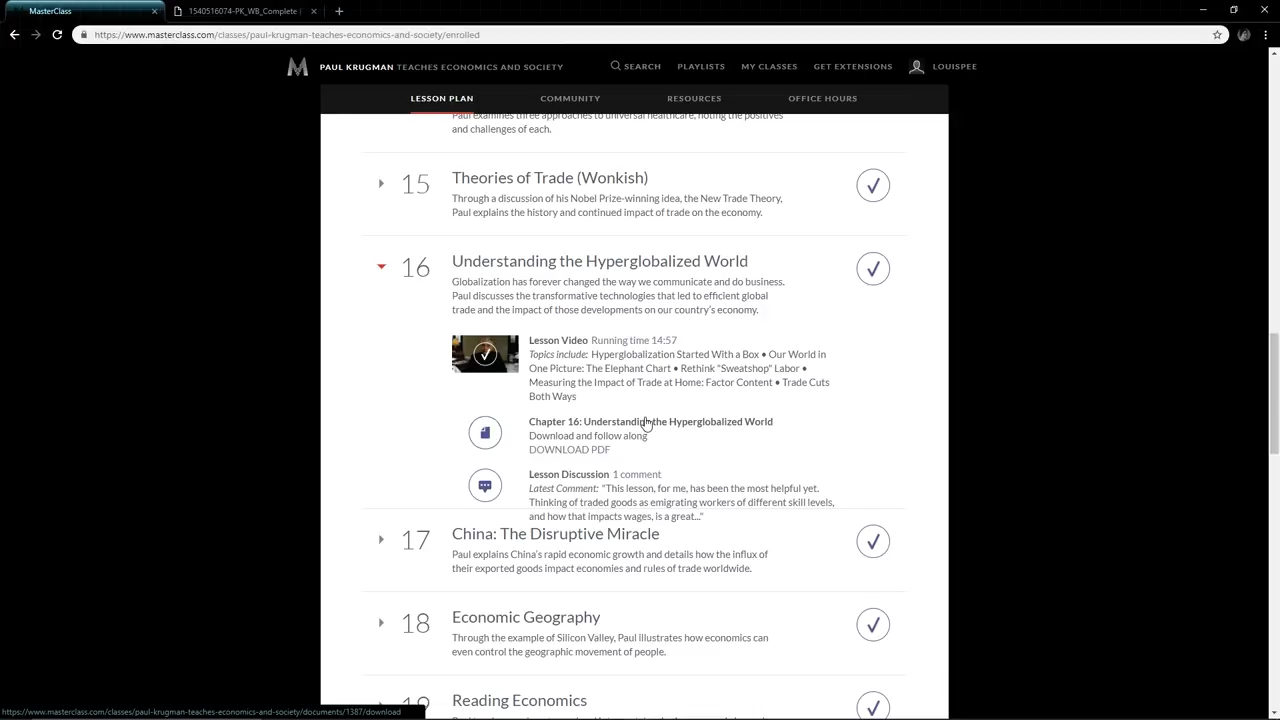 MasterClass
1540516074-PK_WB_Complete (
https://www.masterclass.com/classes/paul-krugman-teaches-economics-and-society/enrolled
PAUL KRUGMAN TEACHES ECONOMICS AND SOCIETY
SEARCH
PLAYLISTS
MY CLASSES
GET EXTENSIONS
LOUISPEE
LESSON PLAN
COMMUNITY
RESOURCES
OFFICE HOURS
Paul examines three approaches to universal healthcare, noting the positives
and challenges of each.
15
Theories of Trade (Wonkish)
Through a discussion of his Nobel Prize-winning idea, the New Trade Theory,
Paul explains the history and continued impact of trade on the economy.
16
Understanding the Hyperglobalized World
Globalization has forever changed the way we communicate and do business.
Paul discusses the transformative technologies that led to efficient global
trade and the impact of those developments on our country's economy.
Lesson Video Running time 14:57
Topics include: Hyperglobalization Started With a Box • Our World in
One Picture: The Elephant Chart • Rethink "Sweatshop" Labor •
Measuring the Impact of Trade at Home: Factor Content • Trade Cuts
Both Ways
Chapter 16: Understanding the Hyperglobalized World
Download and follow along
DOWNLOAD PDF
Lesson Discussion 1 comment
Latest Comment: "This lesson, for me, has been the most helpful yet.
Thinking of traded goods as emigrating workers of different skill levels,
and how that impacts wages, is a great..."
17
China: The Disruptive Miracle
Paul explains China's rapid economic growth and details how the influx of
their exported goods impact economies and rules of trade worldwide.
18
Economic Geography
Through the example of Silicon Valley, Paul illustrates how economics can
even control the geographic movement of people.
19
Reading Economics
https://www.masterclass.com/classes/paul-krugman-teaches-economics-and-society/documents/1387/download